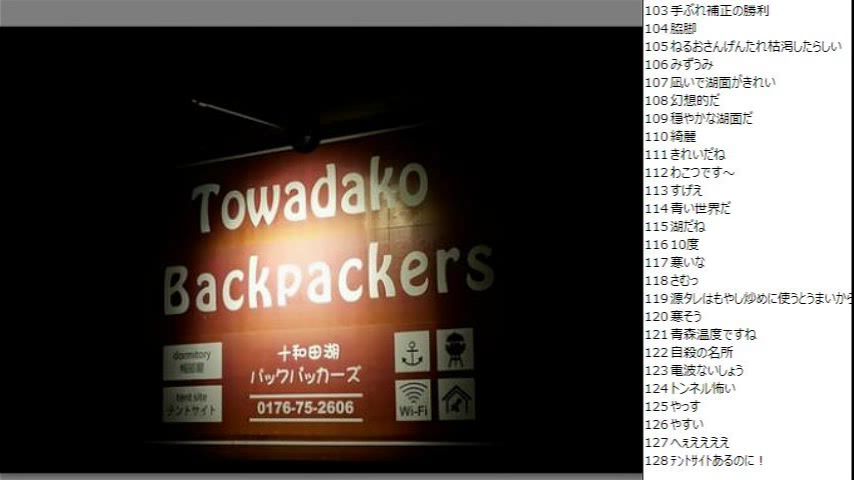 Towadako
Backpackers
dormitory
相部屋
tent site
テントサイト
十和田湖
バックパッカーズ
0176-75-2606
Wi-Fi
103 手ぶれ補正の勝利
104 脇脚
105 ねるおさんげんたれ枯渇したらしい
106 みずうみ
107 凪いで湖面がきれい
108 幻想的だ
109 穏やかな湖面だ
110 綺麗
111 きれいだね
112 わこつです～
113 すげえ
114 青い世界だ
115 湖だね
116 10度
117 寒いな
118 さむっ
119 源タレはもやし炒めに使うとうまいから
120 寒そう
121 青森温度ですね
122 自殺の名所
123 電波ないしょう
124 トンネル怖い
125 やっす
126 やすい
127 へぇえええ
128 ﾃﾝﾄｻｲﾄあるのに！